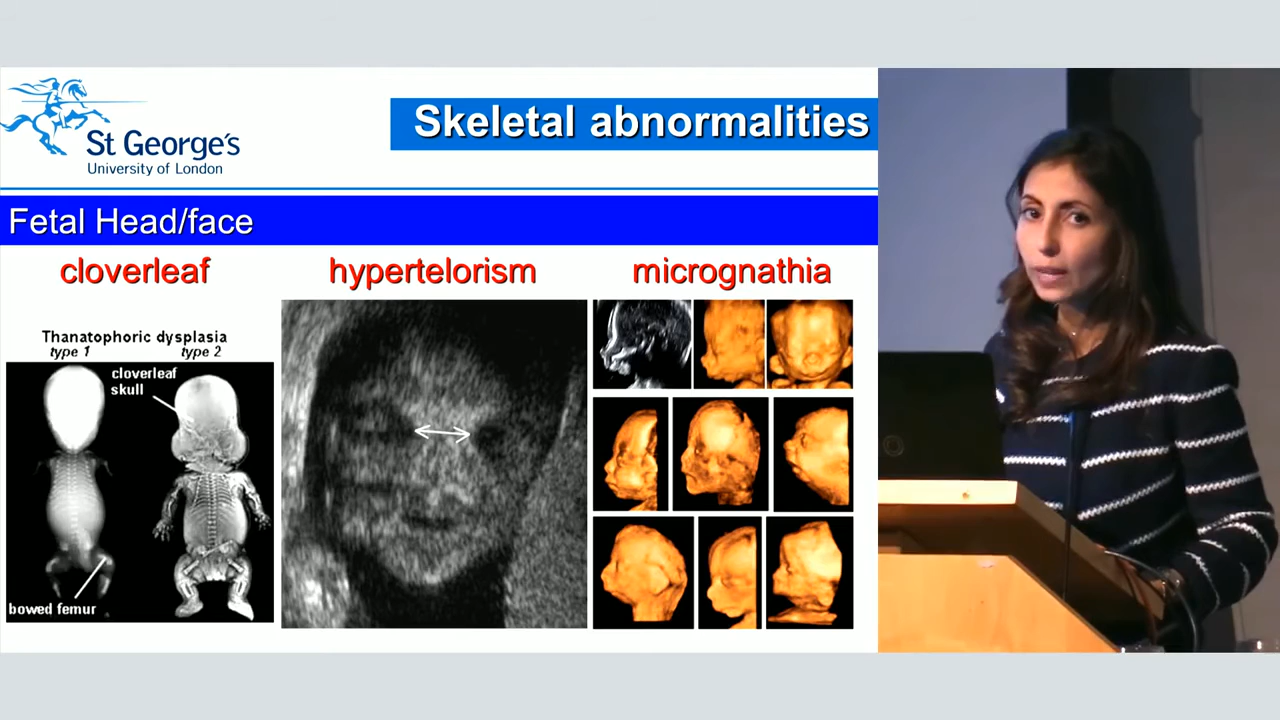 St George's
University of London
Skeletal abnormalities
Fetal Head/face
cloverleaf
hypertelorism
micrognathia
Thanatophoric dysplasia
type 1
type 2
cloverleaf
skull
bowed femur